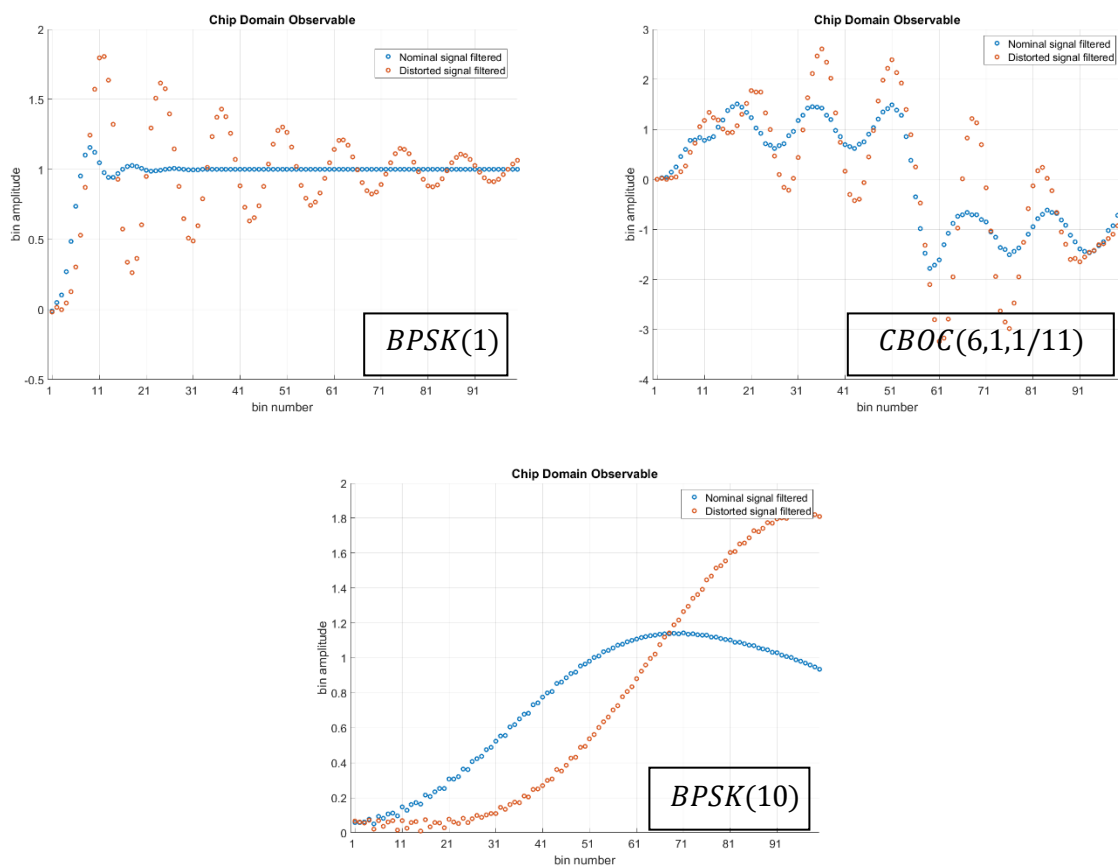 Chip Domain Observable
2
1.5
1
0.5
0
-0.5
bin amplitude
Nominal signal filtered
Distorted signal filtered
BPSK(1)
1 11 21 31 41 51 61 71 81 91
bin number
Chip Domain Observable
3
2
1
0
-1
-2
-3
-4
bin amplitude
Nominal signal filtered
Distorted signal filtered
CBOC(6,1,1/11)
1 11 21 31 41 51 61 71 81 91
bin number
Chip Domain Observable
2
1.8
1.6
1.4
1.2
1
0.8
0.6
0.4
0.2
0
bin amplitude
Nominal signal filtered
Distorted signal filtered
BPSK(10)
1 11 21 31 41 51 61 71 81 91
bin number